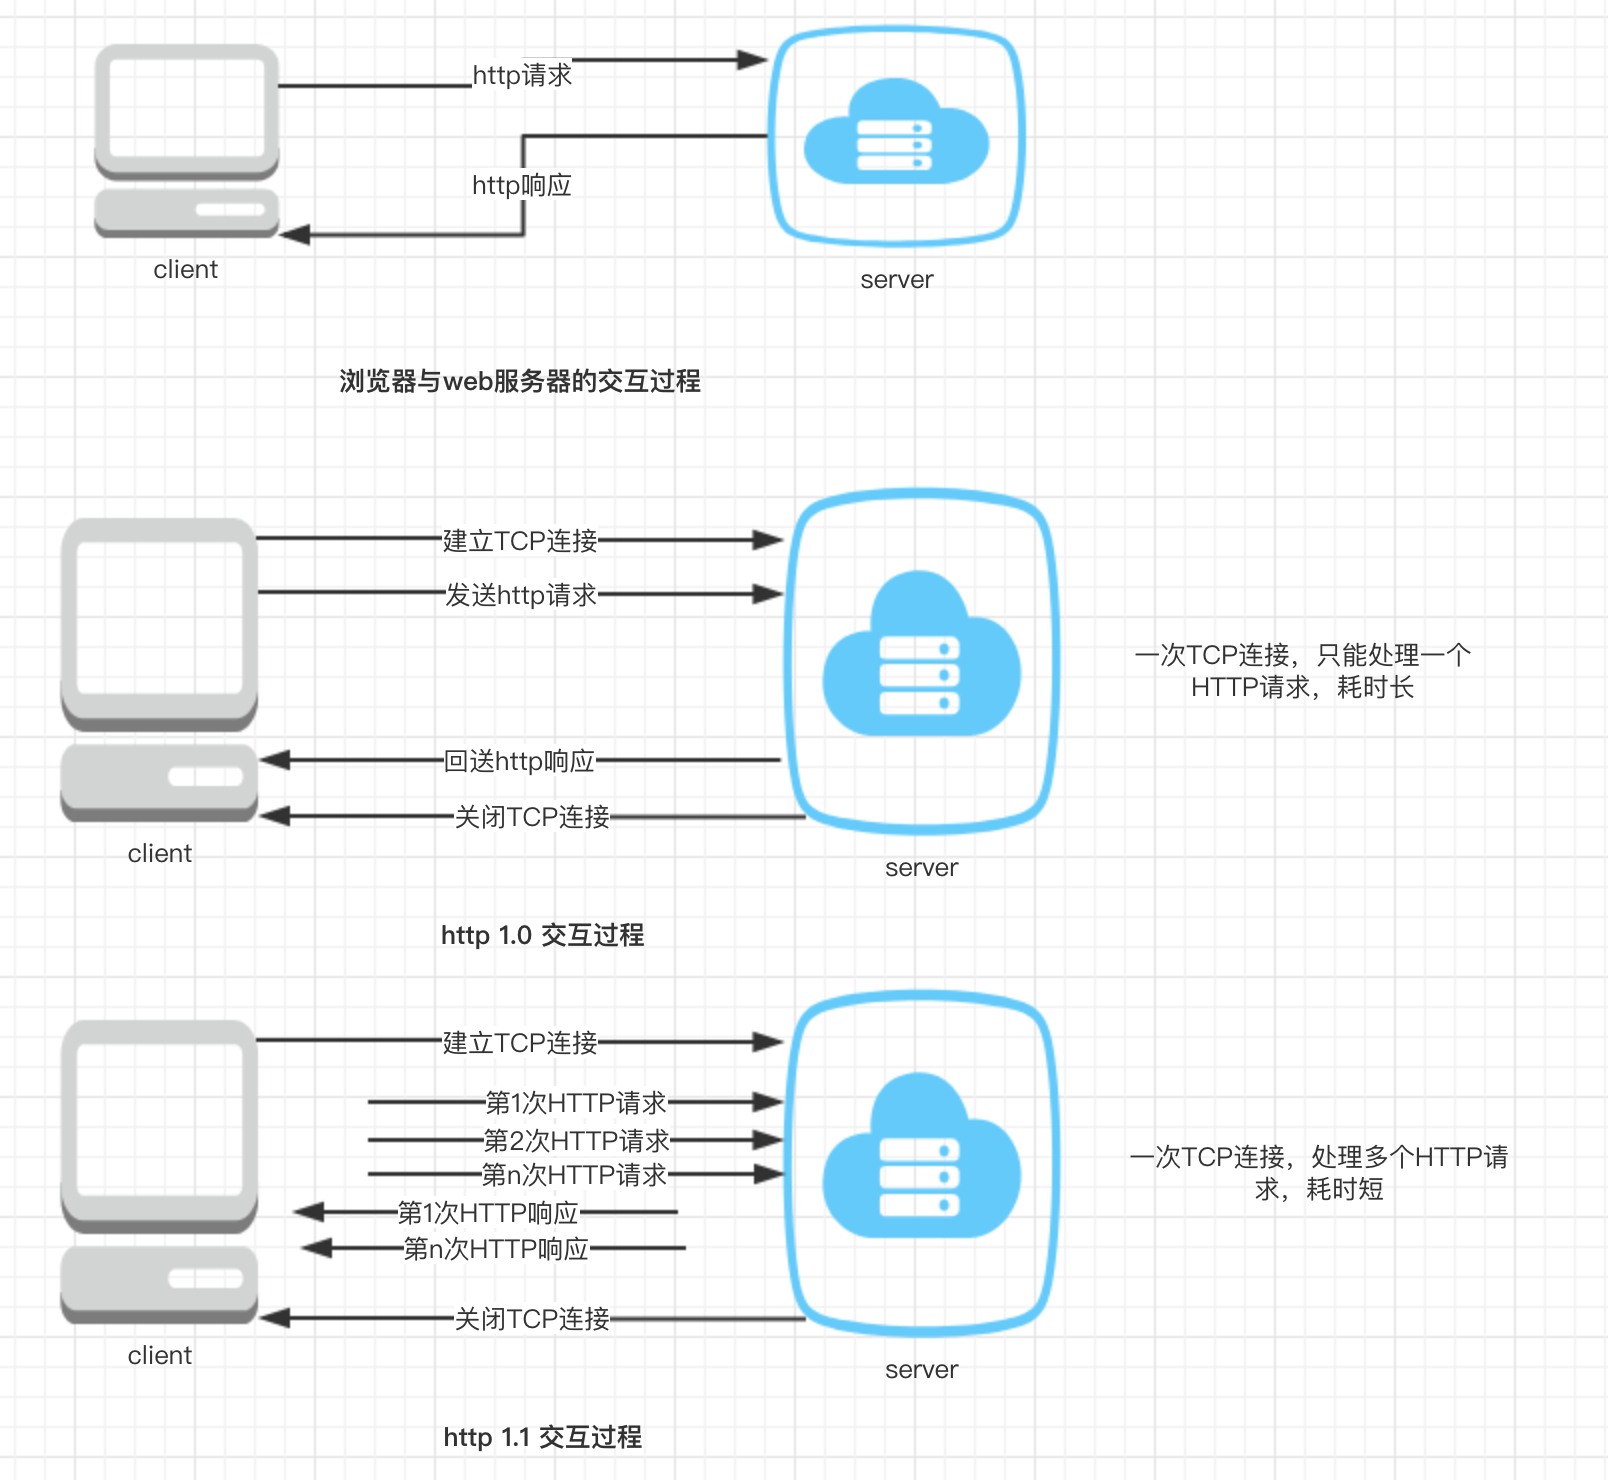 http请求
http响应
client
server
浏览器与web服务器的交互过程
建立TCP连接
发送http请求
一次TCP连接，只能处理一个
HTTP请求，耗时长
回送http响应
关闭TCP连接
client
server
http 1.0 交互过程
建立TCP连接
第1次HTTP请求
第2次HTTP请求
第n次HTTP请求
一次TCP连接，处理多个HTTP请
求，耗时短
第1次HTTP响应
第n次HTTP响应
关闭TCP连接
client
server
http 1.1 交互过程